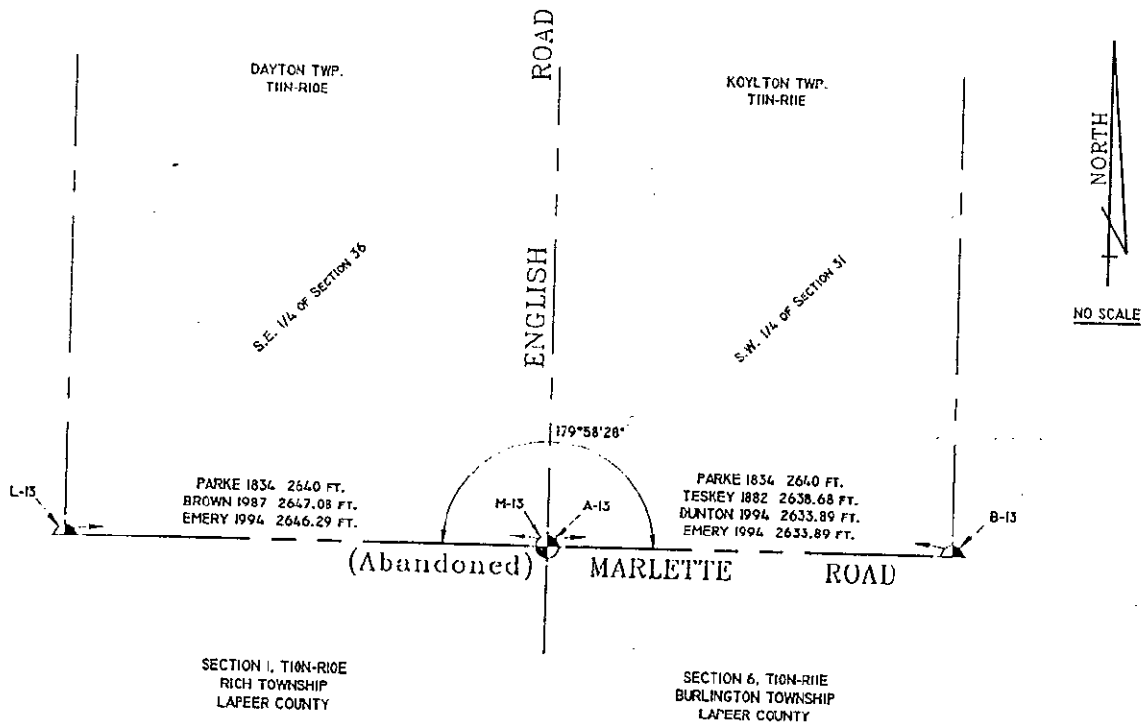 DAYTON TWP.
T11N-R10E
ROAD
KOYLTON TWP.
T11N-R11E
NORTH
NO SCALE
S.E. 1/4 OF SECTION 36
ENGLISH
S.W. 1/4 OF SECTION 31
179°58'28"
L-13
PARKE 1834 2640 FT.
BROWN 1987 2647.08 FT.
EMERY 1994 2646.29 FT.
M-13
A-13
PARKE 1834 2640 FT.
TESKEY 1882 2638.68 FT.
DUNTON 1994 2633.89 FT.
EMERY 1994 2633.89 FT.
B-13
(Abandoned) MARLETTE ROAD
SECTION 1, T10N-R10E
RICH TOWNSHIP
LAPEER COUNTY
SECTION 6, T10N-R11E
BURLINGTON TOWNSHIP
LAPEER COUNTY